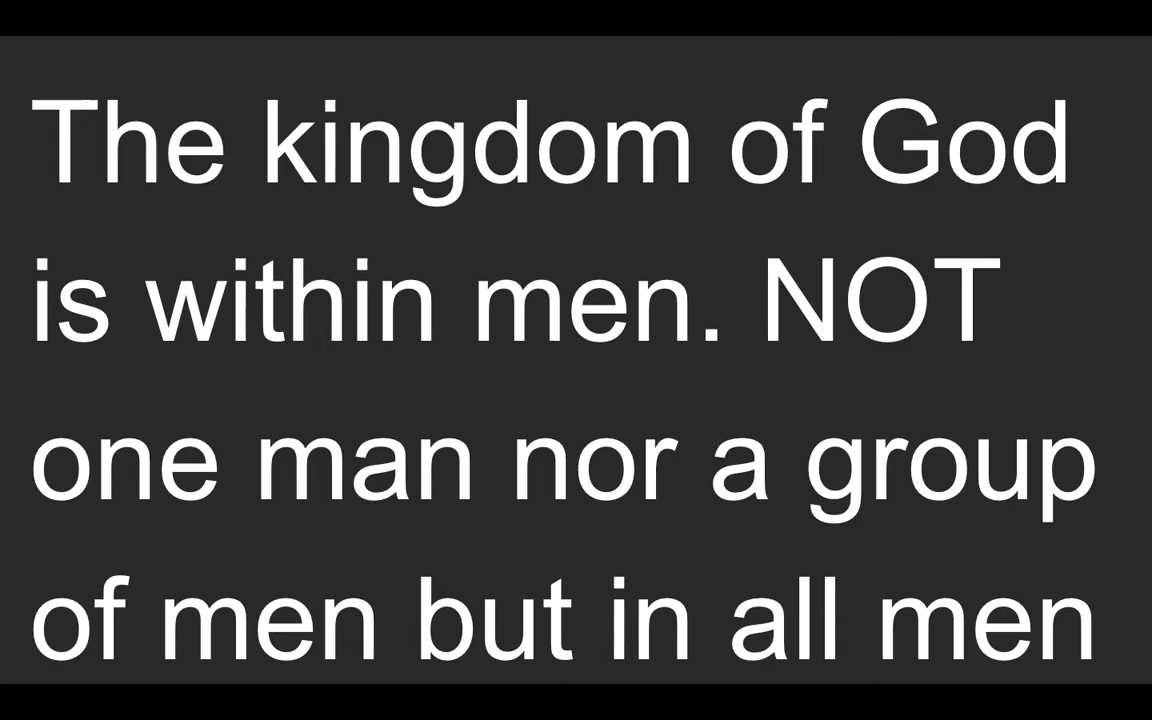 The kingdom of God
is within men. NOT
one man nor a group
of men but in all men